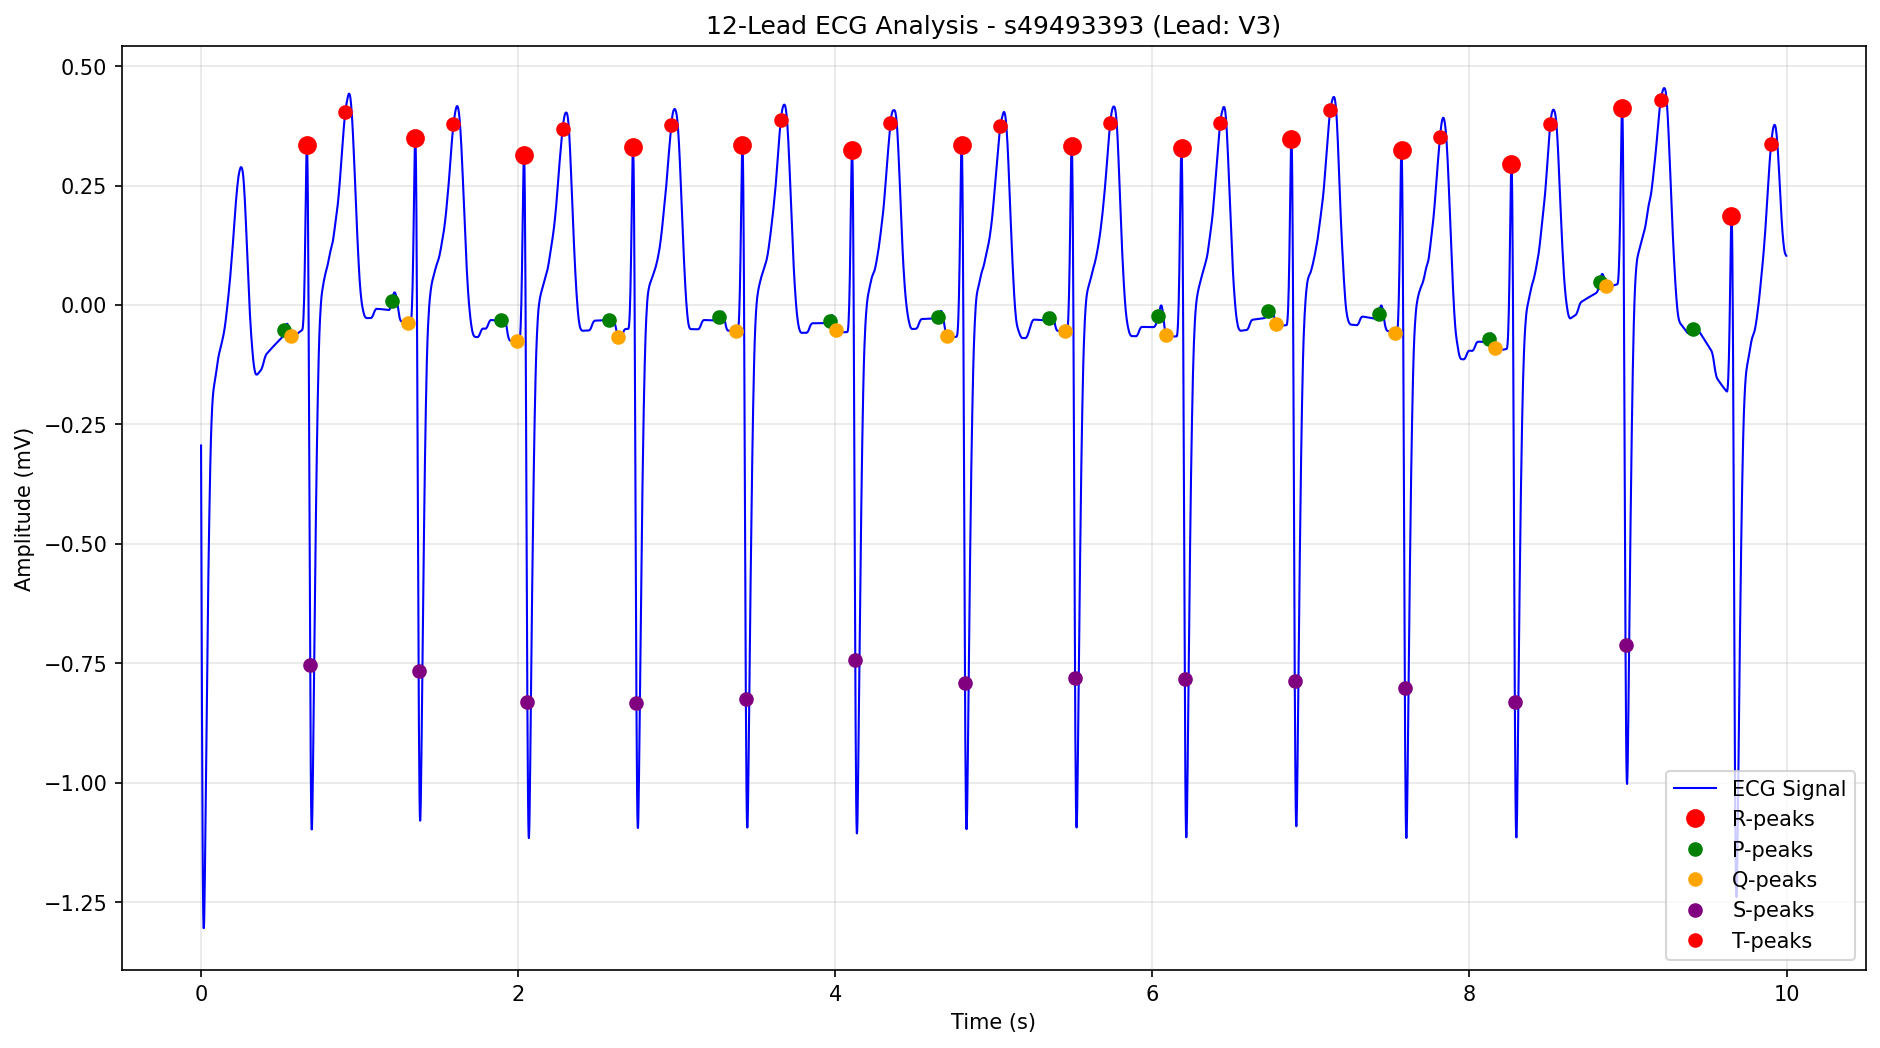 12-Lead ECG Analysis - s49493393 (Lead: V3)
0.50
0.25
0.00
−0.25
−0.50
−0.75
−1.00
−1.25
Amplitude (mV)
0 2 4 6 8 10
Time (s)
ECG Signal
R-peaks
P-peaks
Q-peaks
S-peaks
T-peaks